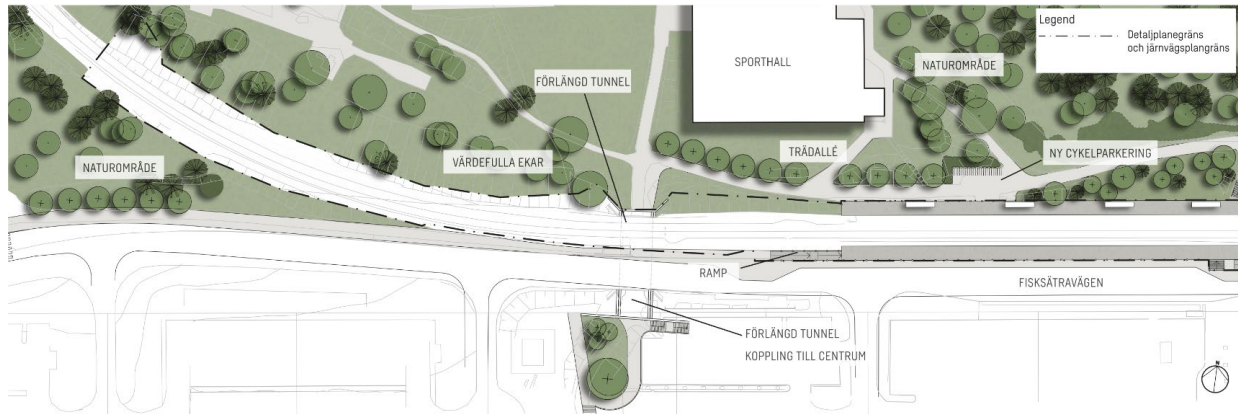 Legend
Detaljplanegräns
och järnvägsplangräns
SPORTHALL
NATUROMRÅDE
FÖRLÄNGD TUNNEL
NATUROMRÅDE
VÄRDEFULLA EKAR
TRÄDALLÉ
NY CYKELPARKERING
RAMP
FISKSÄTRAVÄGEN
FÖRLÄNGD TUNNEL
KOPPLING TILL CENTRUM
N